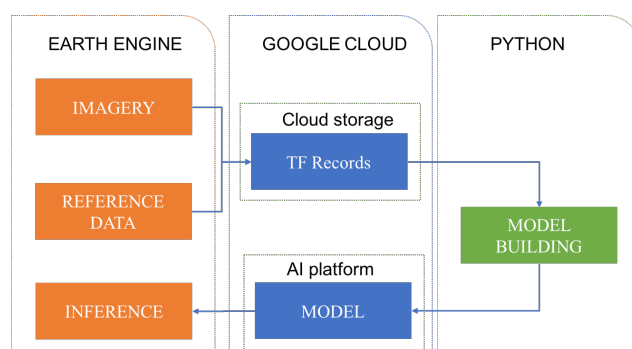 EARTH ENGINE
GOOGLE CLOUD
PYTHON
IMAGERY
Cloud storage
TF Records
REFERENCE
DATA
MODEL
BUILDING
AI platform
INFERENCE
MODEL